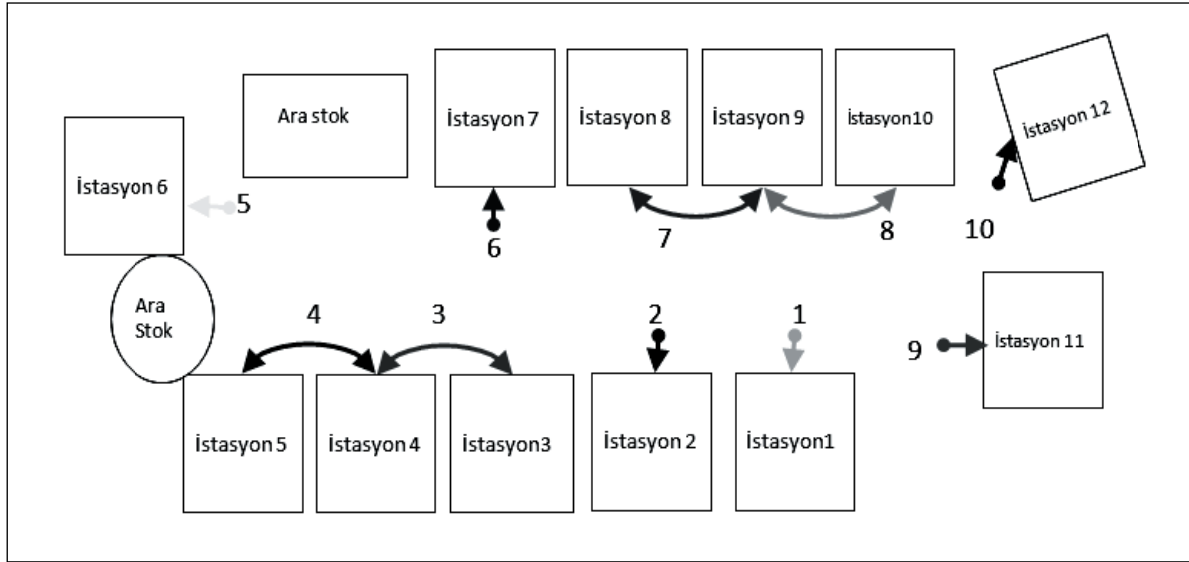 Ara stok
İstasyon 7
İstasyon 8
İstasyon 9
İstasyon10
İstasyon 12
İstasyon 6
5
6
7
8
10
Ara
Stok
4
3
2
1
9
İstasyon 11
İstasyon 5
İstasyon 4
İstasyon3
İstasyon 2
İstasyon1